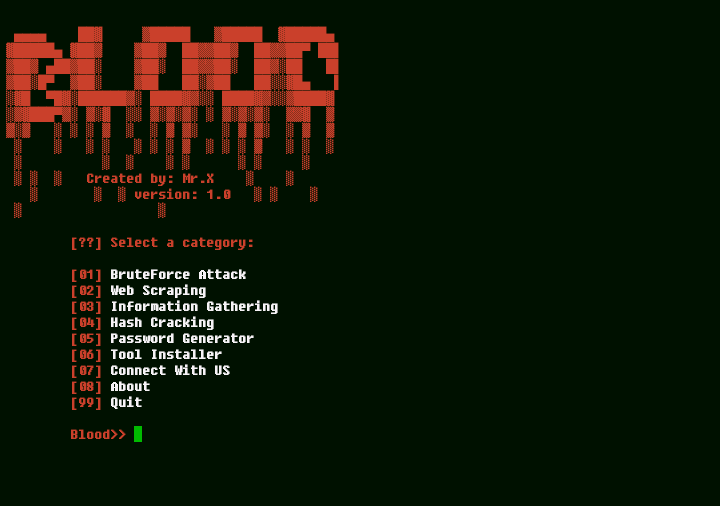 BLOOD
Created by: Mr.X
version: 1.0
[??] Select a category:
[01] BruteForce Attack
[02] Web Scraping
[03] Information Gathering
[04] Hash Cracking
[05] Password Generator
[06] Tool Installer
[07] Connect With US
[08] About
[99] Quit
Blood>>